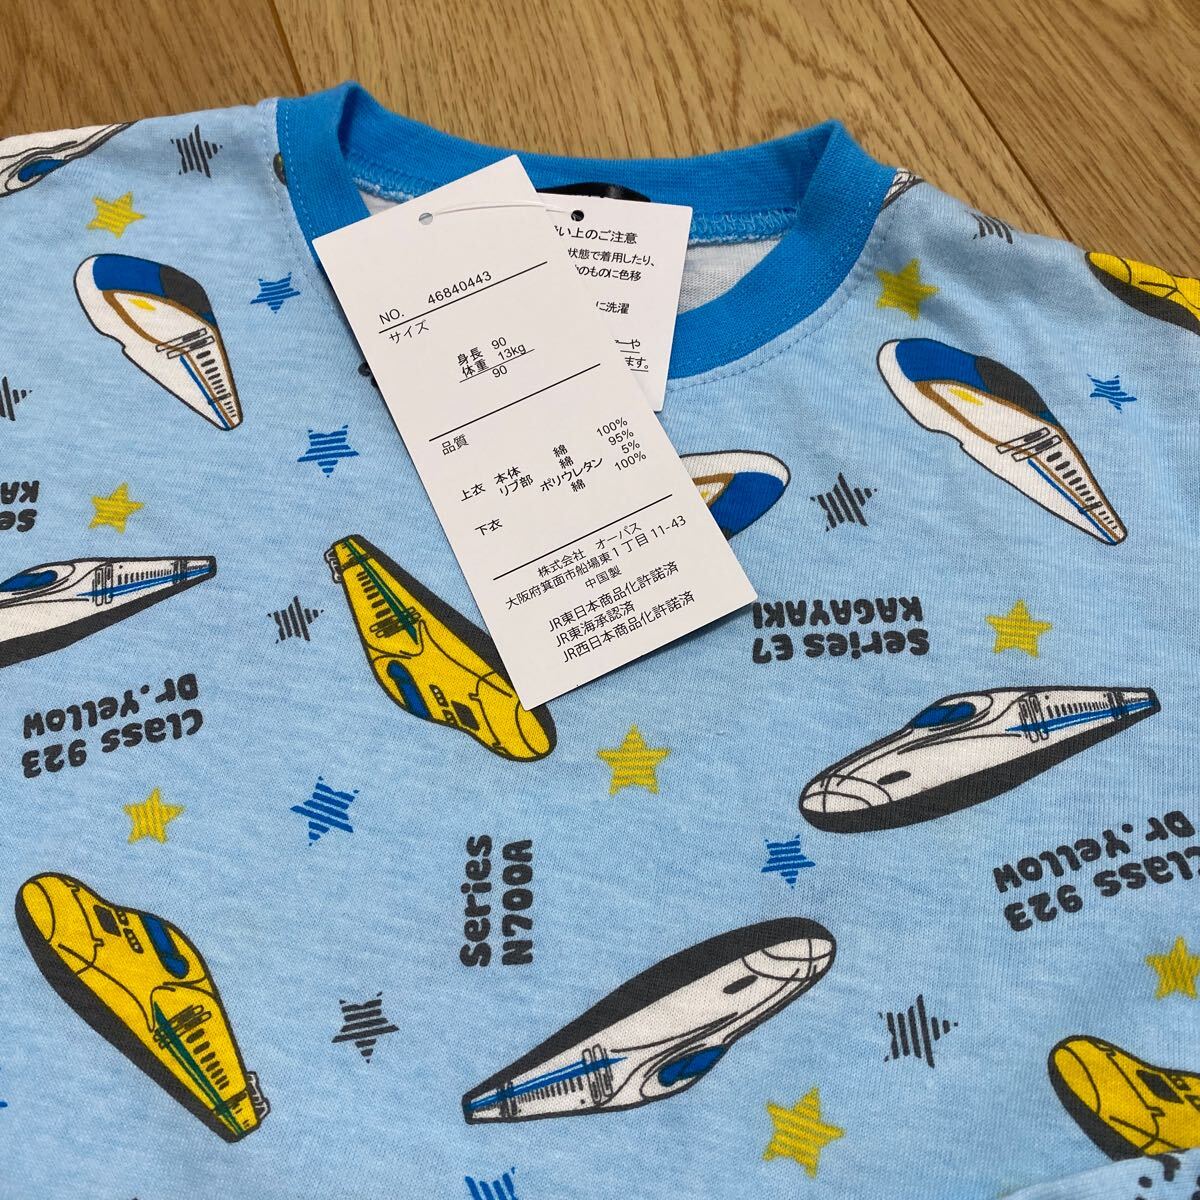 NO. 46840443
サイズ
身長 90
体重 13kg
90
品質
上衣 本体 綿 100%
リブ部 綿 95%
ポリウレタン 5%
下衣 綿 100%
株式会社 オーパス
大阪府箕面市船場東1丁目11-43
中国製
JR東日本商品化許諾済
JR東海承認済
JR西日本商品化許諾済
い上のご注意
状態で着用したり、
のものに色移
に洗濯
や
ます。
Series E7
KAGAYAKI
Class 923
Dr.Yellow
Series
N700A
Class 923
Dr.Yellow